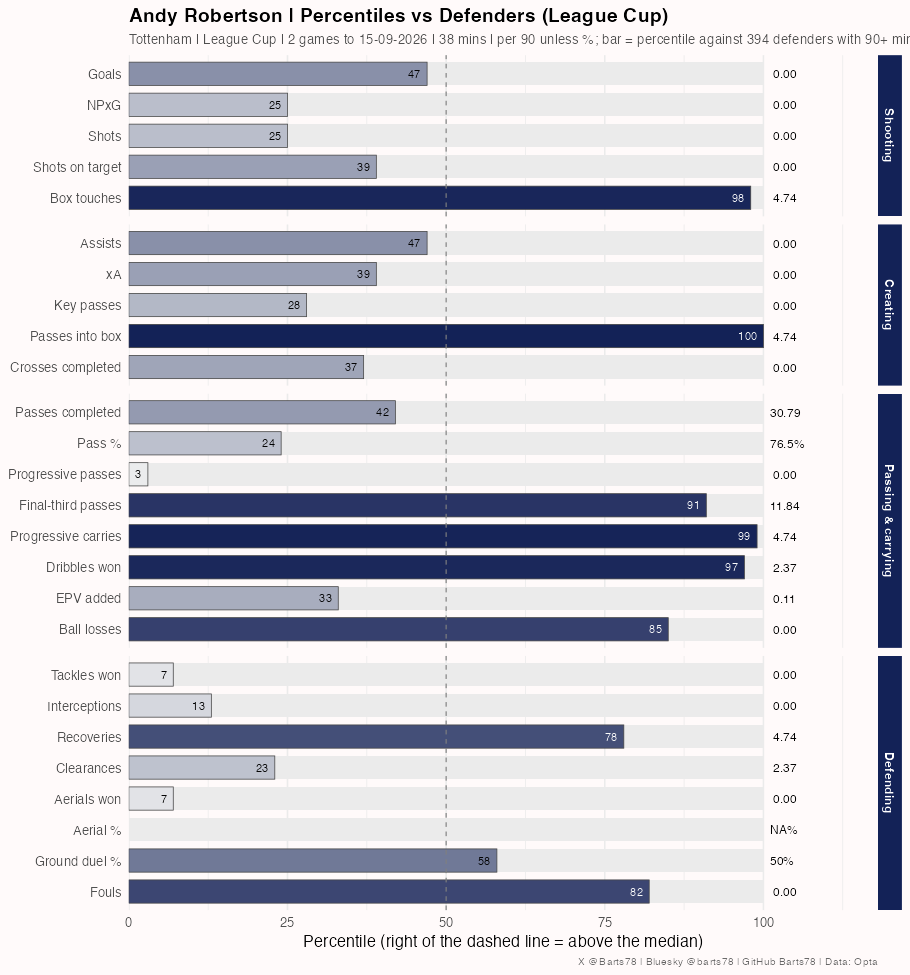 Andy Robertson | Percentiles vs Defenders (League Cup)
Tottenham | League Cup | 2 games to 15-09-2026 | 38 mins | per 90 unless %; bar = percentile against 394 defenders with 90+ min
Goals 47 0.00
NPxG 25 0.00
Shots 25 0.00
Shots on target 39 0.00
Box touches 98 4.74
Shooting
Assists 47 0.00
xA 39 0.00
Key passes 28 0.00
Passes into box 100 4.74
Crosses completed 37 0.00
Creating
Passes completed 42 30.79
Pass % 24 76.5%
Progressive passes 3 0.00
Final-third passes 91 11.84
Progressive carries 99 4.74
Dribbles won 97 2.37
EPV added 33 0.11
Ball losses 85 0.00
Passing & carrying
Tackles won 7 0.00
Interceptions 13 0.00
Recoveries 78 4.74
Clearances 23 2.37
Aerials won 7 0.00
Aerial % NA%
Ground duel % 58 50%
Fouls 82 0.00
Defending
0 25 50 75 100
Percentile (right of the dashed line = above the median)
X @Barts78 | Bluesky @barts78 | GitHub Barts78 | Data: Opta